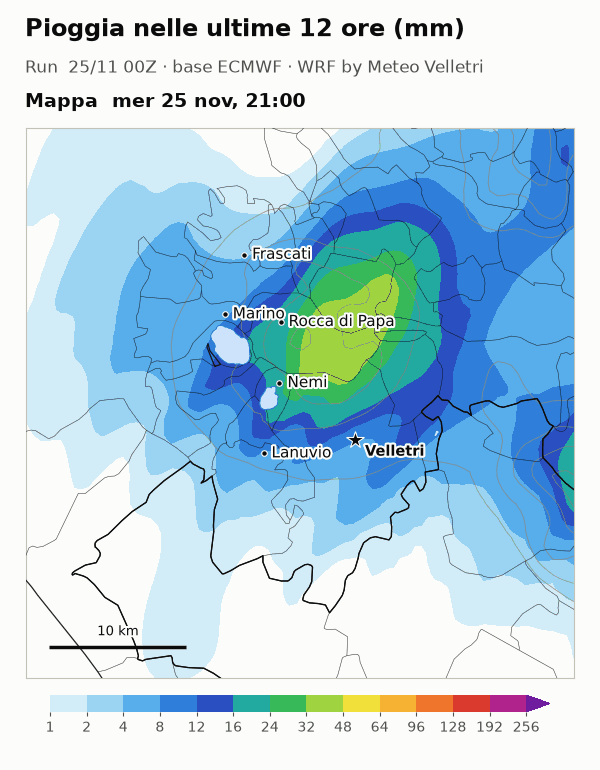 Pioggia nelle ultime 12 ore (mm)
Run  25/11 00Z · base ECMWF · WRF by Meteo Velletri
Mappa  mer 25 nov, 21:00
Frascati
Marino
Rocca di Papa
Nemi
Velletri
Lanuvio
10 km
1 2 4 8 12 16 24 32 48 64 96 128 192 256